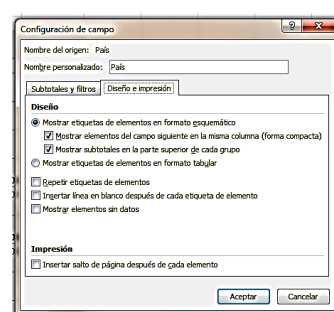 Configuración de campo
Nombre del origen: País
Nombre personalizado: País
Subtotales y filtros Diseño e impresión
Diseño
Mostrar etiquetas de elementos en formato esquemático
Mostrar elementos del campo siguiente en la misma columna (forma compacta)
Mostrar subtotales en la parte superior de cada grupo
Mostrar etiquetas de elementos en formato tabular
Repetir etiquetas de elementos
Insertar línea en blanco después de cada etiqueta de elemento
Mostrar elementos sin datos
Impresión
Insertar salto de página después de cada elemento
Aceptar Cancelar